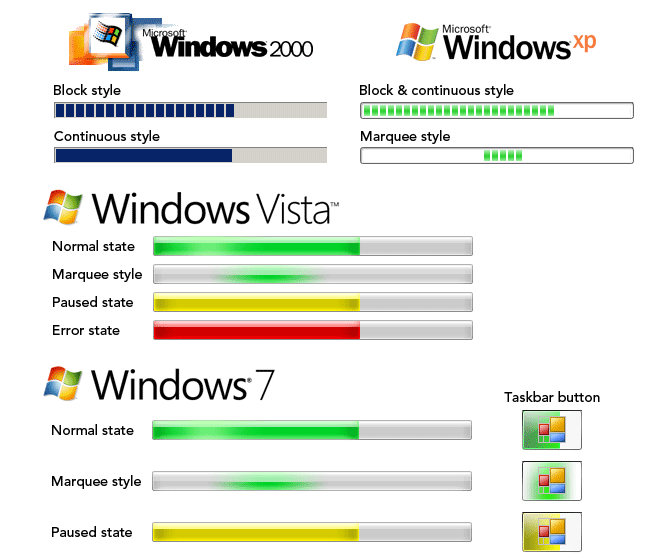 Microsoft
Windows 2000
Microsoft®
Windows xp
Block style
Continuous style
Block & continuous style
Marquee style
Windows Vista™
Normal state
Marquee style
Paused state
Error state
Windows® 7
Taskbar button
Normal state
Marquee style
Paused state